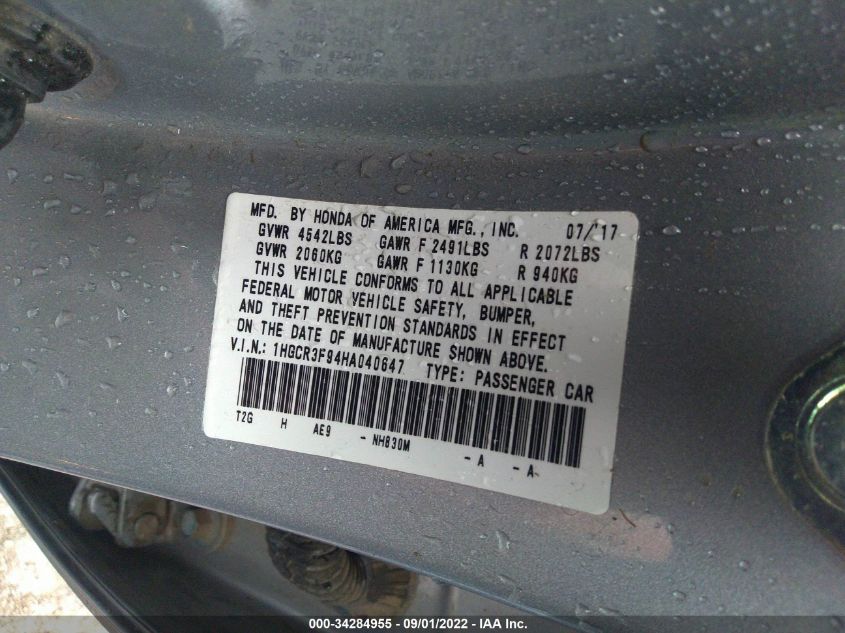 MFD. BY HONDA OF AMERICA MFG., INC. 07/'17
GVWR 4542LBS GAWR F 2491LBS R 2072LBS
GVWR 2060KG GAWR F 1130KG R 940KG
THIS VEHICLE CONFORMS TO ALL APPLICABLE
FEDERAL MOTOR VEHICLE SAFETY, BUMPER,
AND THEFT PREVENTION STANDARDS IN EFFECT
ON THE DATE OF MANUFACTURE SHOWN ABOVE.
V.I.N.: 1HGCR3F94HA040647 TYPE: PASSENGER CAR
T2G H AE9 - NH830M - A - A
000-34284955 - 09/01/2022 - IAA Inc.